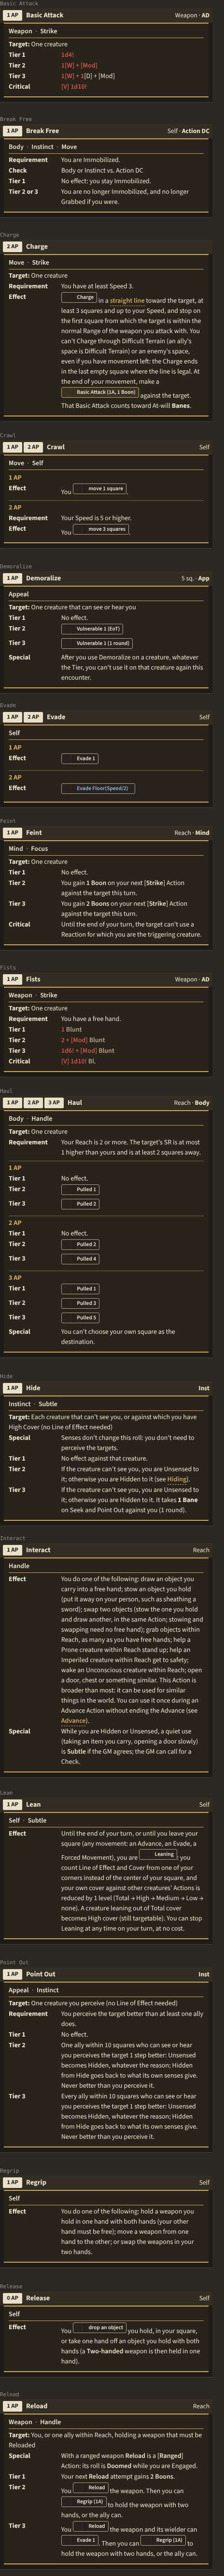 Basic Attack
1 AP Basic Attack Weapon · AD
Weapon · Strike
Target: One creature
Tier 1 1d4!
Tier 2 1[W] + [Mod]
Tier 3 1[W] + 1[D] + [Mod]
Critical [V] 1d10!
Break Free
1 AP Break Free Self · Action DC
Body · Instinct · Move
Requirement You are Immobilized.
Check Body or Instinct vs. Action DC
Tier 1 No effect: you stay Immobilized.
Tier 2 or 3 You are no longer Immobilized, and no longer
Grabbed if you were.
Charge
2 AP Charge
Move · Strike
Target: One creature
Requirement You have at least Speed 3.
Effect Charge in a straight line toward the target, at
least 3 squares and up to your Speed, and stop on
the first square from which the target is within the
normal Range of the weapon you attack with. You
can't Charge through Difficult Terrain (an ally's
space is Difficult Terrain) or an enemy's space,
even if you have Speed left: the Charge ends
in the last empty square where the line is legal. At
the end of your movement, make a
Basic Attack (1A, 1 Boon) against the target.
That Basic Attack counts toward At-will Banes.
Crawl
1 AP 2 AP Crawl Self
Move · Self
1 AP
Effect You move 1 square.
2 AP
Requirement Your Speed is 5 or higher.
Effect You move 3 squares.
Demoralize
1 AP Demoralize 5 sq. · App
Appeal
Target: One creature that can see or hear you
Tier 1 No effect.
Tier 2 Vulnerable 1 (EoT)
Tier 3 Vulnerable 1 (1 round)
Special After you use Demoralize on a creature, whatever
the Tier, you can't use it on that creature again this
encounter.
Evade
1 AP 2 AP Evade Self
Self
1 AP
Effect Evade 1
2 AP
Effect Evade Floor(Speed/2)
Feint
1 AP Feint Reach · Mind
Mind · Focus
Target: One creature
Tier 1 No effect.
Tier 2 You gain 1 Boon on your next [Strike] Action
against the target this turn.
Tier 3 You gain 2 Boons on your next [Strike] Action
against the target this turn.
Critical Until the end of your turn, the target can't use a
Reaction for which you are the triggering creature.
Fists
1 AP Fists Weapon · AD
Weapon · Strike
Target: One creature
Requirement You have a free hand.
Tier 1 1 Blunt
Tier 2 2 + [Mod] Blunt
Tier 3 1d6! + [Mod] Blunt
Critical [V] 1d10! Bl.
Haul
1 AP 2 AP 3 AP Haul Reach · Body
Body · Handle
Target: One creature
Requirement Your Reach is 2 or more. The target's SR is at most
1 higher than yours and is at least 2 squares away.
1 AP
Tier 1 No effect.
Tier 2 Pulled 1
Tier 3 Pulled 2
2 AP
Tier 1 No effect.
Tier 2 Pulled 2
Tier 3 Pulled 4
3 AP
Tier 1 Pulled 1
Tier 2 Pulled 3
Tier 3 Pulled 5
Special You can't choose your own square as the
destination.
Hide
1 AP Hide Inst
Instinct · Subtle
Target: Each creature that can't see you, or against which you have
High Cover (no Line of Effect needed)
Special Senses don't change this roll: you don't need to
perceive the targets.
Tier 1 No effect against that creature.
Tier 2 If the creature can't see you, you are Unsensed to
it; otherwise you are Hidden to it (see Hiding).
Tier 3 If the creature can't see you, you are Unsensed to
it; otherwise you are Hidden to it. It takes 1 Bane
on Seek and Point Out against you (1 round).
Interact
1 AP Interact Reach
Handle
Effect You do one of the following: draw an object you
carry into a free hand; stow an object you hold
(put it away on your person, such as sheathing a
sword); swap two objects (stow the one you hold
and draw another, in the same Action; stowing and
swapping need no free hand); grab objects within
Reach, as many as you have free hands; help a
Prone creature within Reach stand up; help an
Imperiled creature within Reach get to safety;
wake an Unconscious creature within Reach; open
a door, chest or something similar. This Action is
broader than most: it can be used for similar
things in the world. You can use it once during an
Advance Action without ending the Advance (see
Advance).
Special While you are Hidden or Unsensed, a quiet use
(taking an Item you carry, opening a door slowly)
is Subtle if the GM agrees; the GM can call for a
Check.
Lean
1 AP Lean Self
Self · Subtle
Effect Until the end of your turn, or until you leave your
square (any movement: an Advance, an Evade, a
Forced Movement), you are Leaning: you
count Line of Effect and Cover from one of your
corners instead of the center of your square, and
your own cover against other creatures' Actions is
reduced by 1 level (Total → High → Medium → Low →
none). A creature leaning out of Total cover
becomes High cover (still targetable). You can stop
Leaning at any time on your turn, at no cost.
Point Out
1 AP Point Out Inst
Appeal · Instinct
Target: One creature you perceive (no Line of Effect needed)
Requirement You perceive the target better than at least one ally
does.
Tier 1 No effect.
Tier 2 One ally within 10 squares who can see or hear
you perceives the target 1 step better: Unsensed
becomes Hidden, whatever the reason; Hidden
from Hide goes back to what its own senses give.
Never better than you perceive it.
Tier 3 Every ally within 10 squares who can see or hear
you perceives the target 1 step better: Unsensed
becomes Hidden, whatever the reason; Hidden
from Hide goes back to what its own senses give.
Never better than you perceive it.
Regrip
1 AP Regrip Self
Self
Effect You do one of the following: hold a weapon you
hold in one hand with both hands (your other
hand must be free); move a weapon from one
hand to the other; or swap the weapons in your
two hands.
Release
0 AP Release Self
Self
Effect You drop an object you hold, in your square,
or take one hand off an object you hold with both
hands (a Two-handed weapon is then held in one
hand).
Reload
1 AP Reload Reach
Weapon · Handle
Target: You, or one ally within Reach, holding a weapon that must be
Reloaded
Special With a ranged weapon Reload is a [Ranged]
Action: its roll is Doomed while you are Engaged.
Tier 1 Your next Reload attempt gains 2 Boons.
Tier 2 You Reload the weapon. Then you can
Regrip (1A) to hold the weapon with two
hands, or the ally can.
Tier 3 You Reload the weapon and its wielder can
Evade 1. Then you can Regrip (1A) to
hold the weapon with two hands, or the ally can.